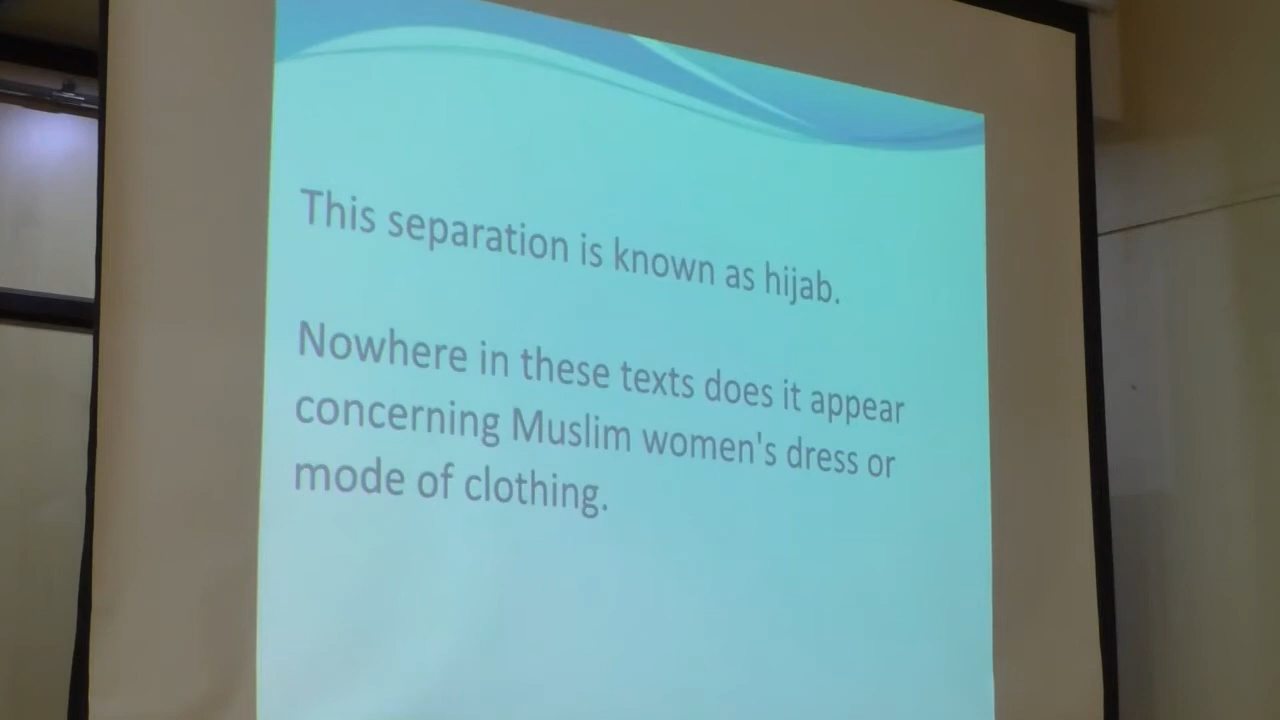 This separation is known as hijab.
Nowhere in these texts does it appear
concerning Muslim women's dress or
mode of clothing.